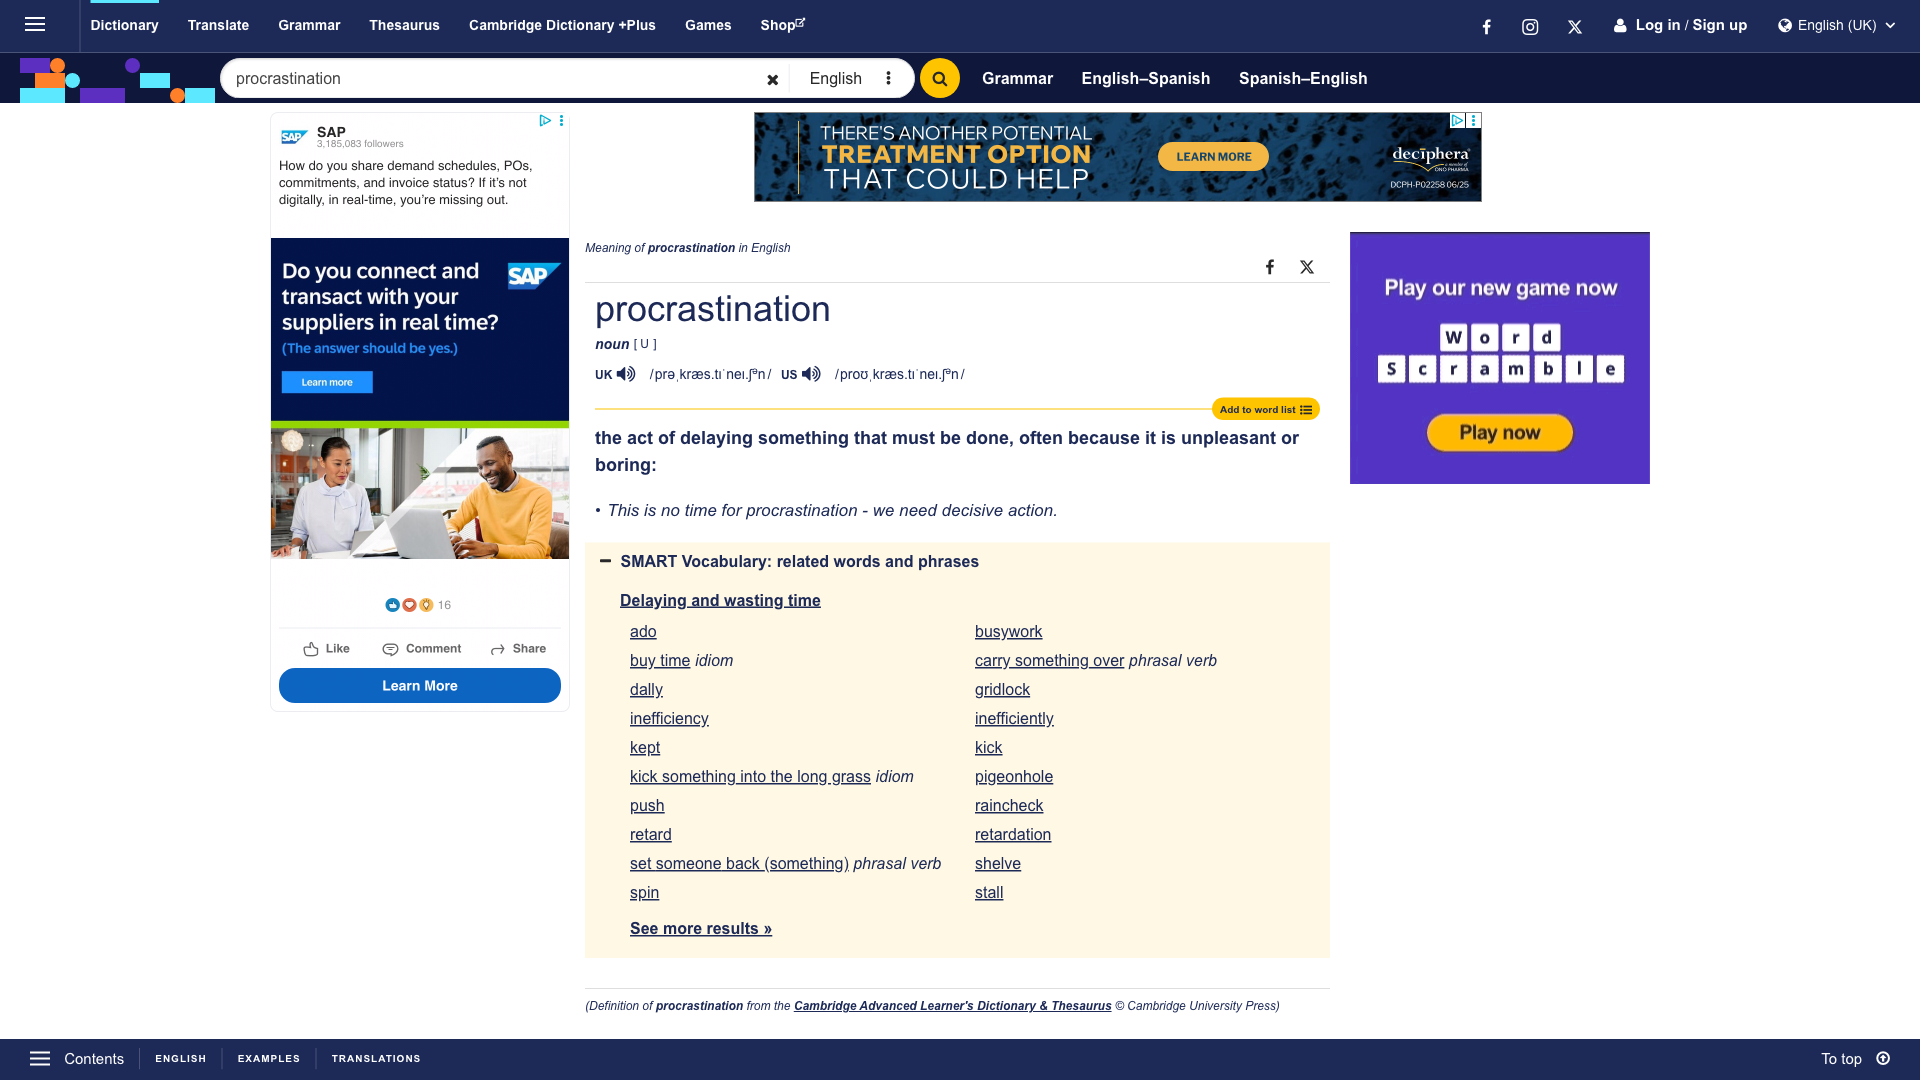 Dictionary Translate Grammar Thesaurus Cambridge Dictionary +Plus Games Shop Log in / Sign up English (UK)
procrastination English Grammar English–Spanish Spanish–English
SAP
3,185,083 followers
How do you share demand schedules, POs,
commitments, and invoice status? If it's not
digitally, in real-time, you're missing out.
Do you connect and
transact with your
suppliers in real time?
SAP
(The answer should be yes.)
Learn more
16
Like Comment Share
Learn More
THERE'S ANOTHER POTENTIAL
TREATMENT OPTION
THAT COULD HELP
LEARN MORE
decīphera
a member of
ONO PHARMA
DCPH-P02258 06/25
Meaning of procrastination in English
procrastination
noun [ U ]
UK /prəˌkræs.tɪˈneɪ.ʃᵊn/ US /proʊˌkræs.tɪˈneɪ.ʃᵊn/
Add to word list
the act of delaying something that must be done, often because it is unpleasant or
boring:
• This is no time for procrastination - we need decisive action.
SMART Vocabulary: related words and phrases
Delaying and wasting time
ado busywork
buy time idiom carry something over phrasal verb
dally gridlock
inefficiency inefficiently
kept kick
kick something into the long grass idiom pigeonhole
push raincheck
retard retardation
set someone back (something) phrasal verb shelve
spin stall
See more results »
(Definition of procrastination from the Cambridge Advanced Learner's Dictionary & Thesaurus © Cambridge University Press)
Play our new game now
Word
Scramble
Play now
Contents ENGLISH EXAMPLES TRANSLATIONS To top